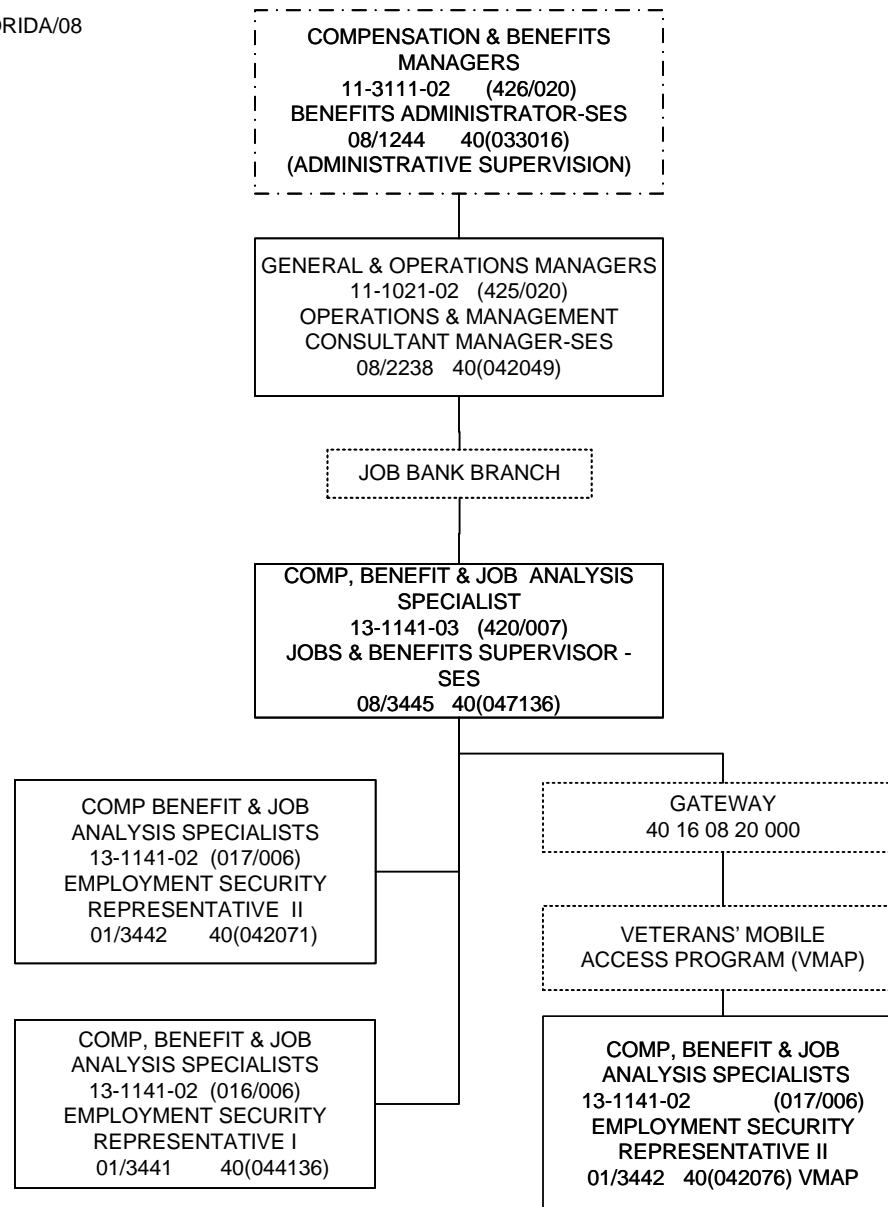 ORIDA/08
COMPENSATION & BENEFITS
MANAGERS
11-3111-02 (426/020)
BENEFITS ADMINISTRATOR-SES
08/1244 40(033016)
(ADMINISTRATIVE SUPERVISION)
GENERAL & OPERATIONS MANAGERS
11-1021-02 (425/020)
OPERATIONS & MANAGEMENT
CONSULTANT MANAGER-SES
08/2238 40(042049)
JOB BANK BRANCH
COMP, BENEFIT & JOB ANALYSIS
SPECIALIST
13-1141-03 (420/007)
JOBS & BENEFITS SUPERVISOR -
SES
08/3445 40(047136)
COMP BENEFIT & JOB
ANALYSIS SPECIALISTS
13-1141-02 (017/006)
EMPLOYMENT SECURITY
REPRESENTATIVE II
01/3442 40(042071)
GATEWAY
40 16 08 20 000
VETERANS' MOBILE
ACCESS PROGRAM (VMAP)
COMP, BENEFIT & JOB
ANALYSIS SPECIALISTS
13-1141-02 (016/006)
EMPLOYMENT SECURITY
REPRESENTATIVE I
01/3441 40(044136)
COMP, BENEFIT & JOB
ANALYSIS SPECIALISTS
13-1141-02 (017/006)
EMPLOYMENT SECURITY
REPRESENTATIVE II
01/3442 40(042076) VMAP